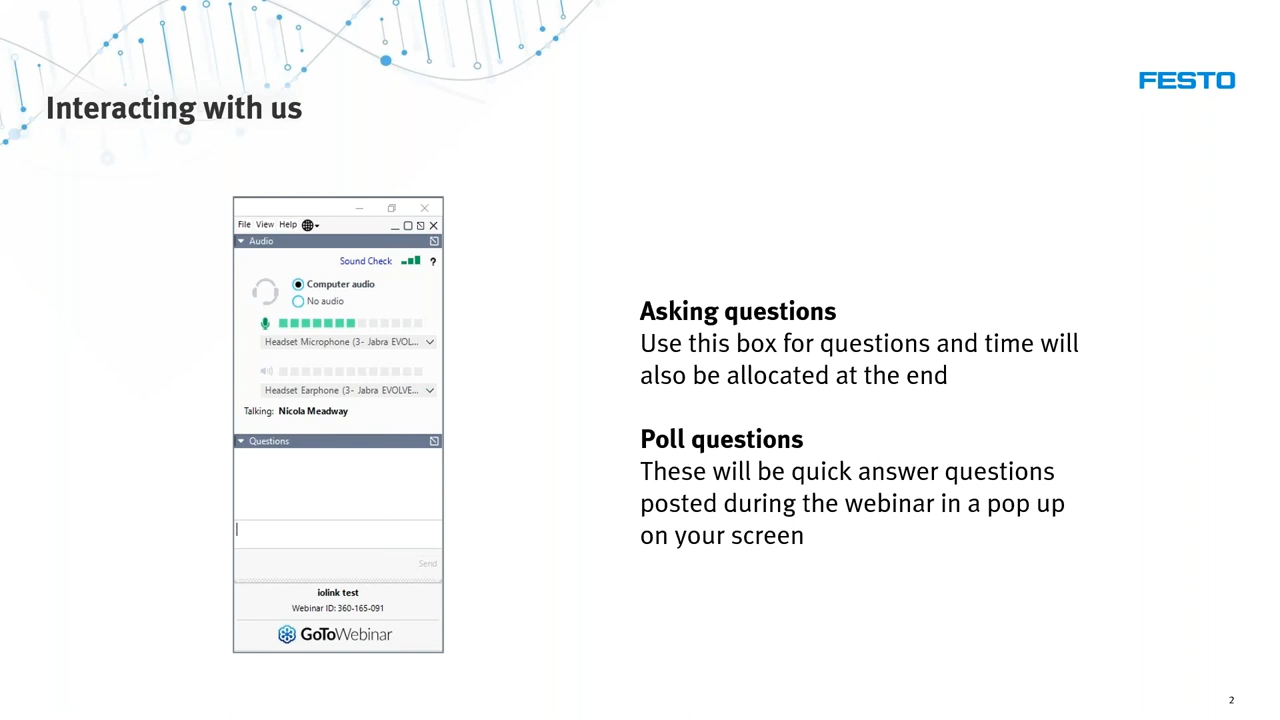 FESTO
Interacting with us
File View Help
Audio
Sound Check ?
Computer audio
No audio
Headset Microphone (3- Jabra EVOL...
Headset Earphone (3- Jabra EVOLVE...
Talking: Nicola Meadway
Questions
Send
iolink test
Webinar ID: 360-165-091
GoToWebinar
Asking questions
Use this box for questions and time will
also be allocated at the end
Poll questions
These will be quick answer questions
posted during the webinar in a pop up
on your screen
2